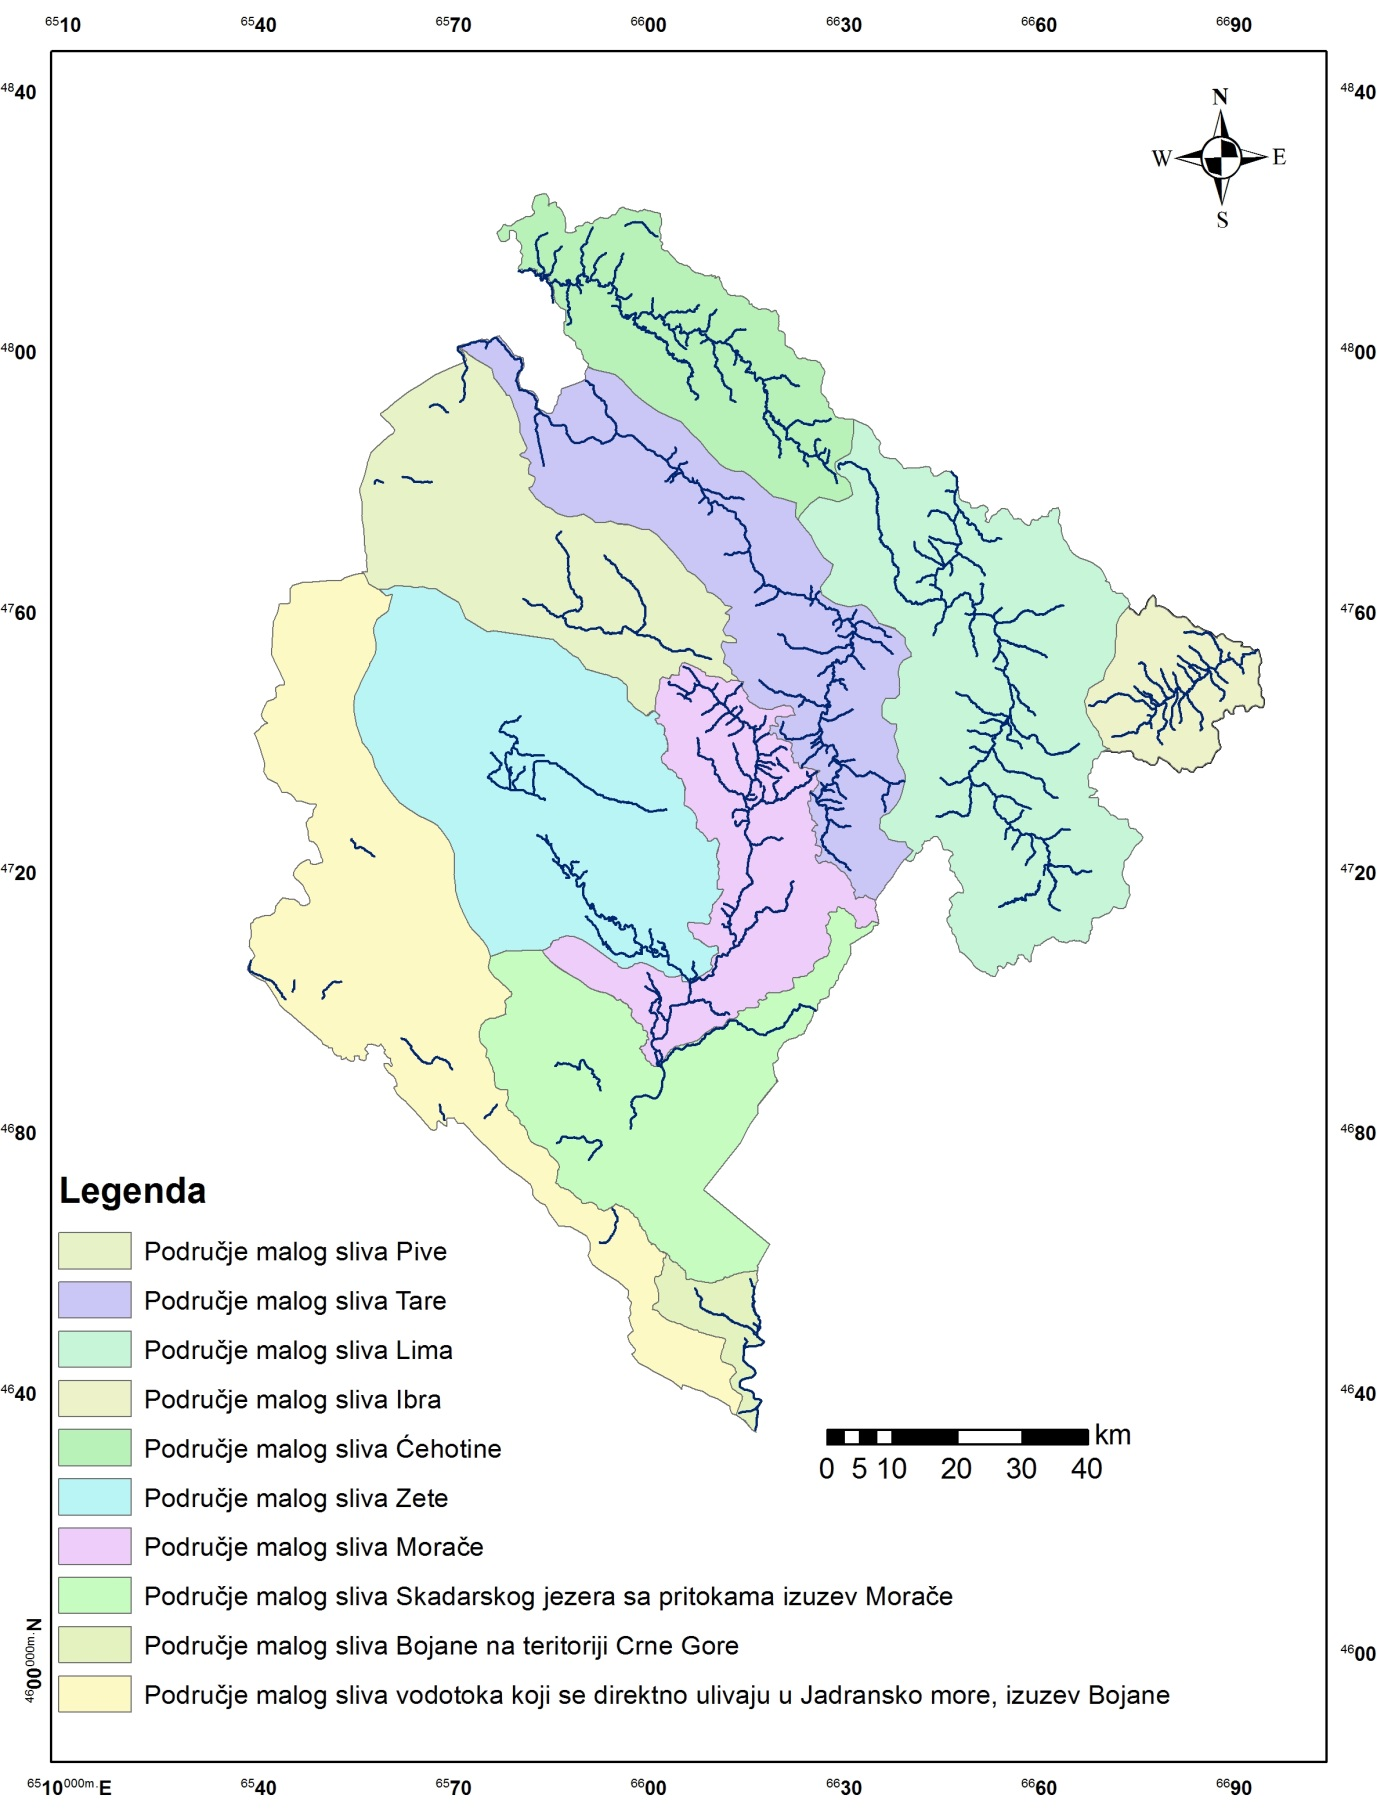 6510 6540 6570 6600 6630 6660 6690
4840 4840
N
W E
S
4800 4800
4760 4760
4720 4720
4680 4680
Legenda
Područje malog sliva Pive
Područje malog sliva Tare
Područje malog sliva Lima
4640 4640
Područje malog sliva Ibra
km
Područje malog sliva Ćehotine
0 5 10 20 30 40
Područje malog sliva Zete
Područje malog sliva Morače
Područje malog sliva Skadarskog jezera sa pritokama izuzev Morače
Područje malog sliva Bojane na teritoriji Crne Gore
4600000m.N 4600
Područje malog sliva vodotoka koji se direktno ulivaju u Jadransko more, izuzev Bojane
6510000m.E 6540 6570 6600 6630 6660 6690